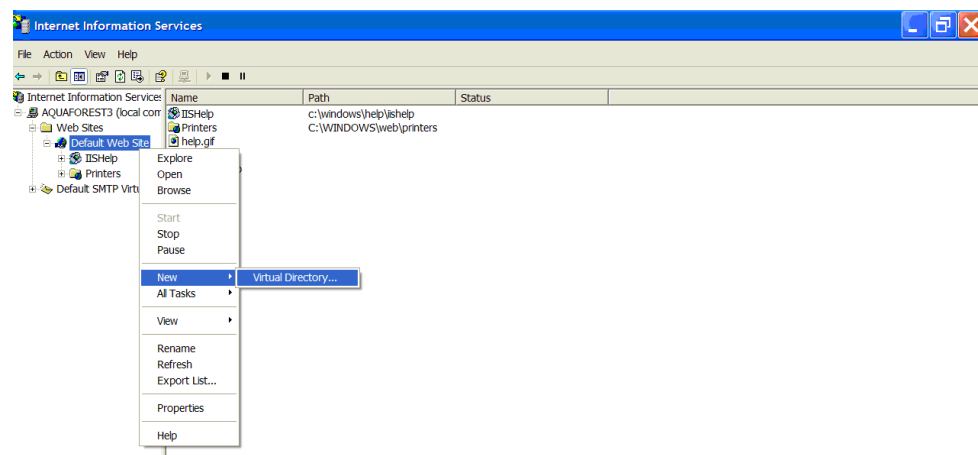 Internet Information Services
File Action View Help
Internet Information Services
Name Path Status
AQUAFOREST3 (local com
IISHelp c:\windows\help\iishelp
Web Sites
Printers C:\WINDOWS\web\printers
Default Web Site
help.gif
IISHelp
Printers
Default SMTP Virtu
Explore
Open
Browse
Start
Stop
Pause
New
Virtual Directory...
All Tasks
View
Rename
Refresh
Export List...
Properties
Help